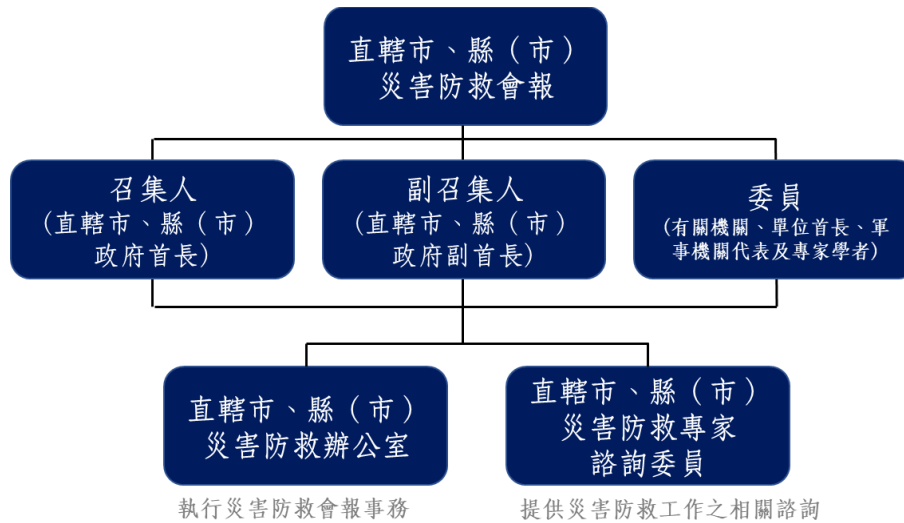 直轄市、縣（市）
災害防救會報
召集人
(直轄市、縣（市）
政府首長)
副召集人
(直轄市、縣（市）
政府副首長)
委員
(有關機關、單位首長、軍
事機關代表及專家學者)
直轄市、縣（市）
災害防救辦公室
直轄市、縣（市）
災害防救專家
諮詢委員
執行災害防救會報事務
提供災害防救工作之相關諮詢